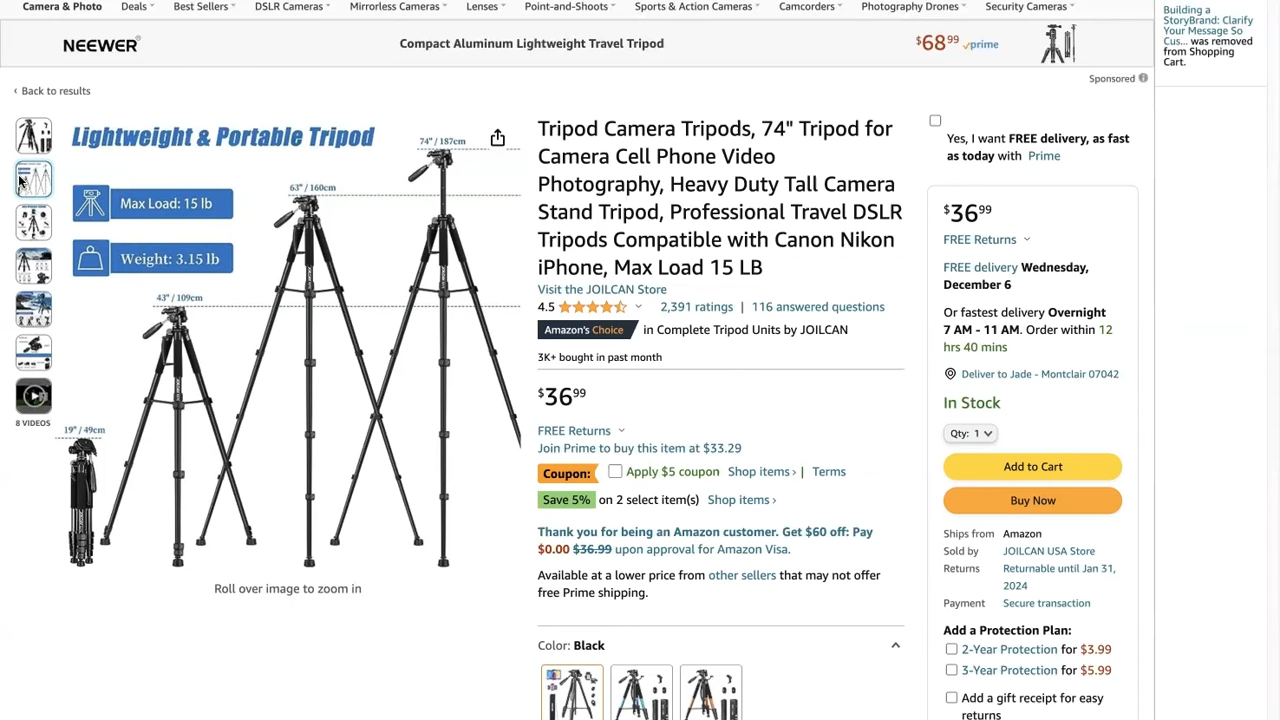 Camera & Photo Deals Best Sellers DSLR Cameras Mirrorless Cameras Lenses Point-and-Shoots Sports & Action Cameras Camcorders Photography Drones Security Cameras
Building a
StoryBrand: Clarify
Your Message So
Cus... was removed
from Shopping
Cart.
NEEWER®
Compact Aluminum Lightweight Travel Tripod
$68 99 prime
Sponsored
‹ Back to results
Lightweight & Portable Tripod
74" / 187cm
63" / 160cm
Max Load: 15 lb
Weight: 3.15 lb
43" / 109cm
19" / 49cm
8 VIDEOS
Roll over image to zoom in
Tripod Camera Tripods, 74" Tripod for
Camera Cell Phone Video
Photography, Heavy Duty Tall Camera
Stand Tripod, Professional Travel DSLR
Tripods Compatible with Canon Nikon
iPhone, Max Load 15 LB
Visit the JOILCAN Store
4.5 2,391 ratings | 116 answered questions
Amazon's Choice in Complete Tripod Units by JOILCAN
3K+ bought in past month
$36 99
FREE Returns
Join Prime to buy this item at $33.29
Coupon: Apply $5 coupon Shop items › | Terms
Save 5% on 2 select item(s) Shop items ›
Thank you for being an Amazon customer. Get $60 off: Pay
$0.00 $36.99 upon approval for Amazon Visa.
Available at a lower price from other sellers that may not offer
free Prime shipping.
Color: Black
Yes, I want FREE delivery, as fast
as today with Prime
$36 99
FREE Returns
FREE delivery Wednesday,
December 6
Or fastest delivery Overnight
7 AM - 11 AM. Order within 12
hrs 40 mins
Deliver to Jade - Montclair 07042
In Stock
Qty: 1
Add to Cart
Buy Now
Ships from Amazon
Sold by JOILCAN USA Store
Returns Returnable until Jan 31,
2024
Payment Secure transaction
Add a Protection Plan:
2-Year Protection for $3.99
3-Year Protection for $5.99
Add a gift receipt for easy
returns